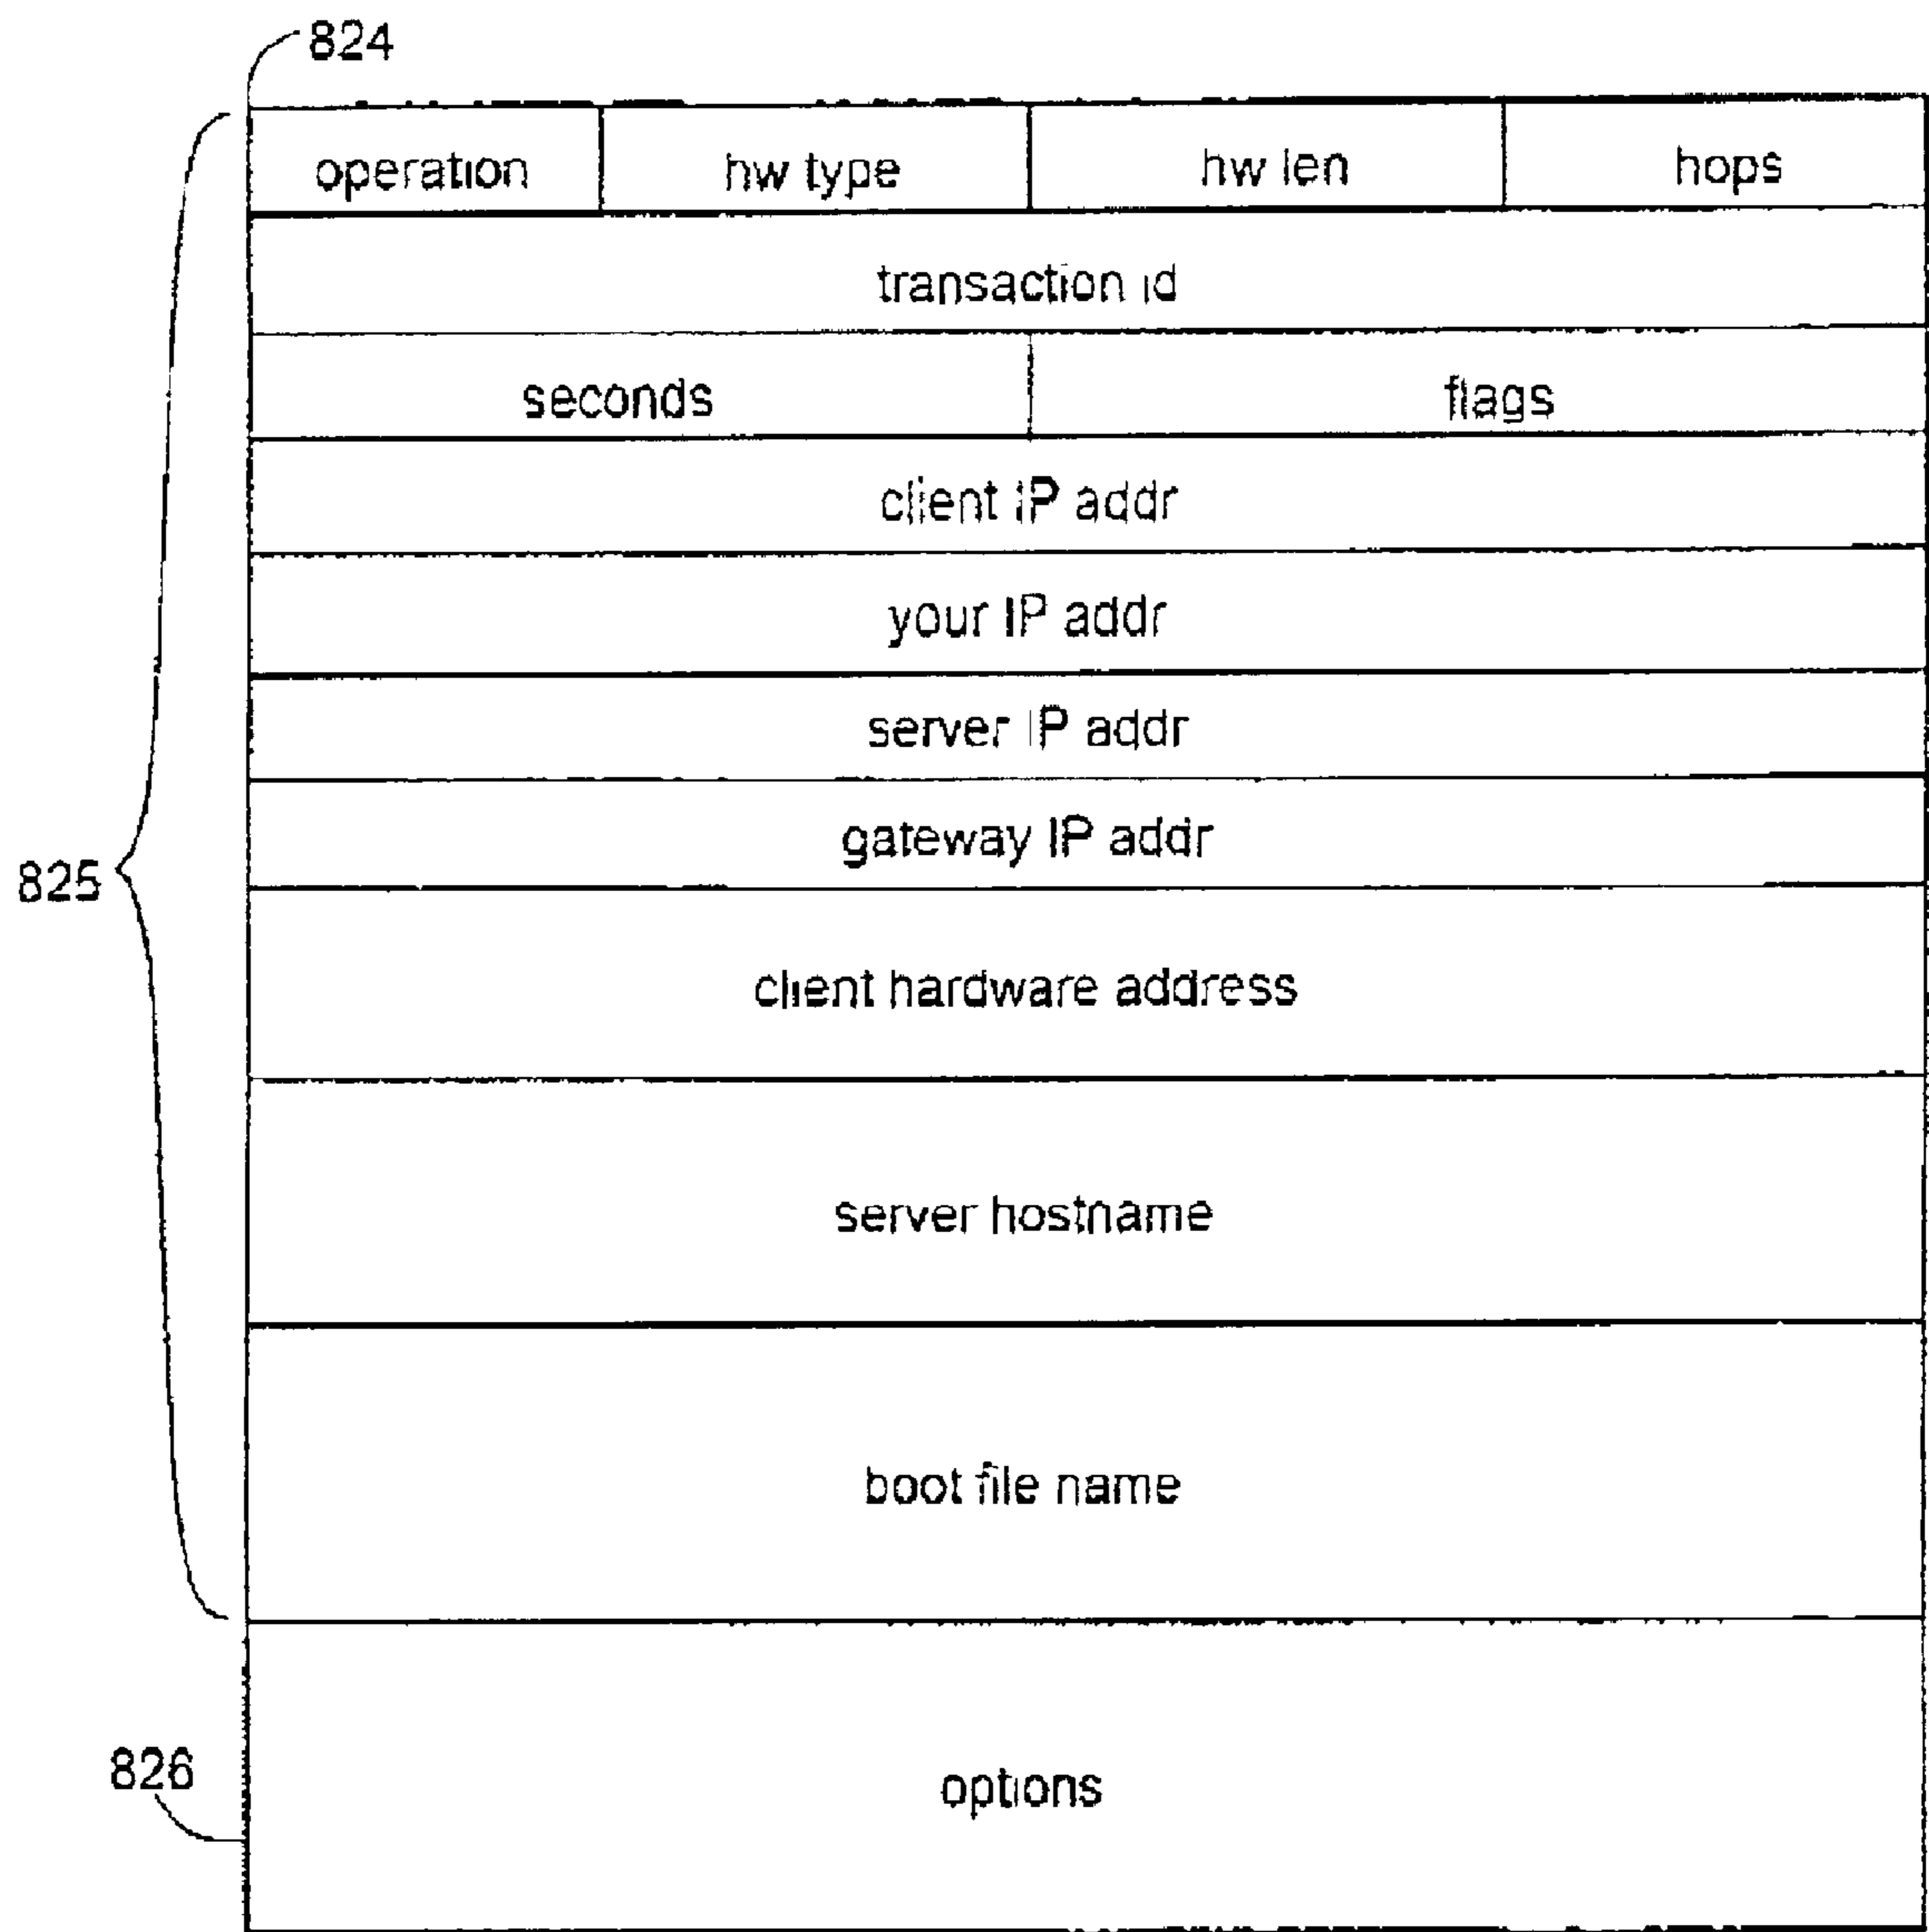 824
operation hw type hw len hops
transaction id
seconds flags
client IP addr
your IP addr
server IP addr
gateway IP addr
825
client hardware address
server hostname
boot file name
826
options